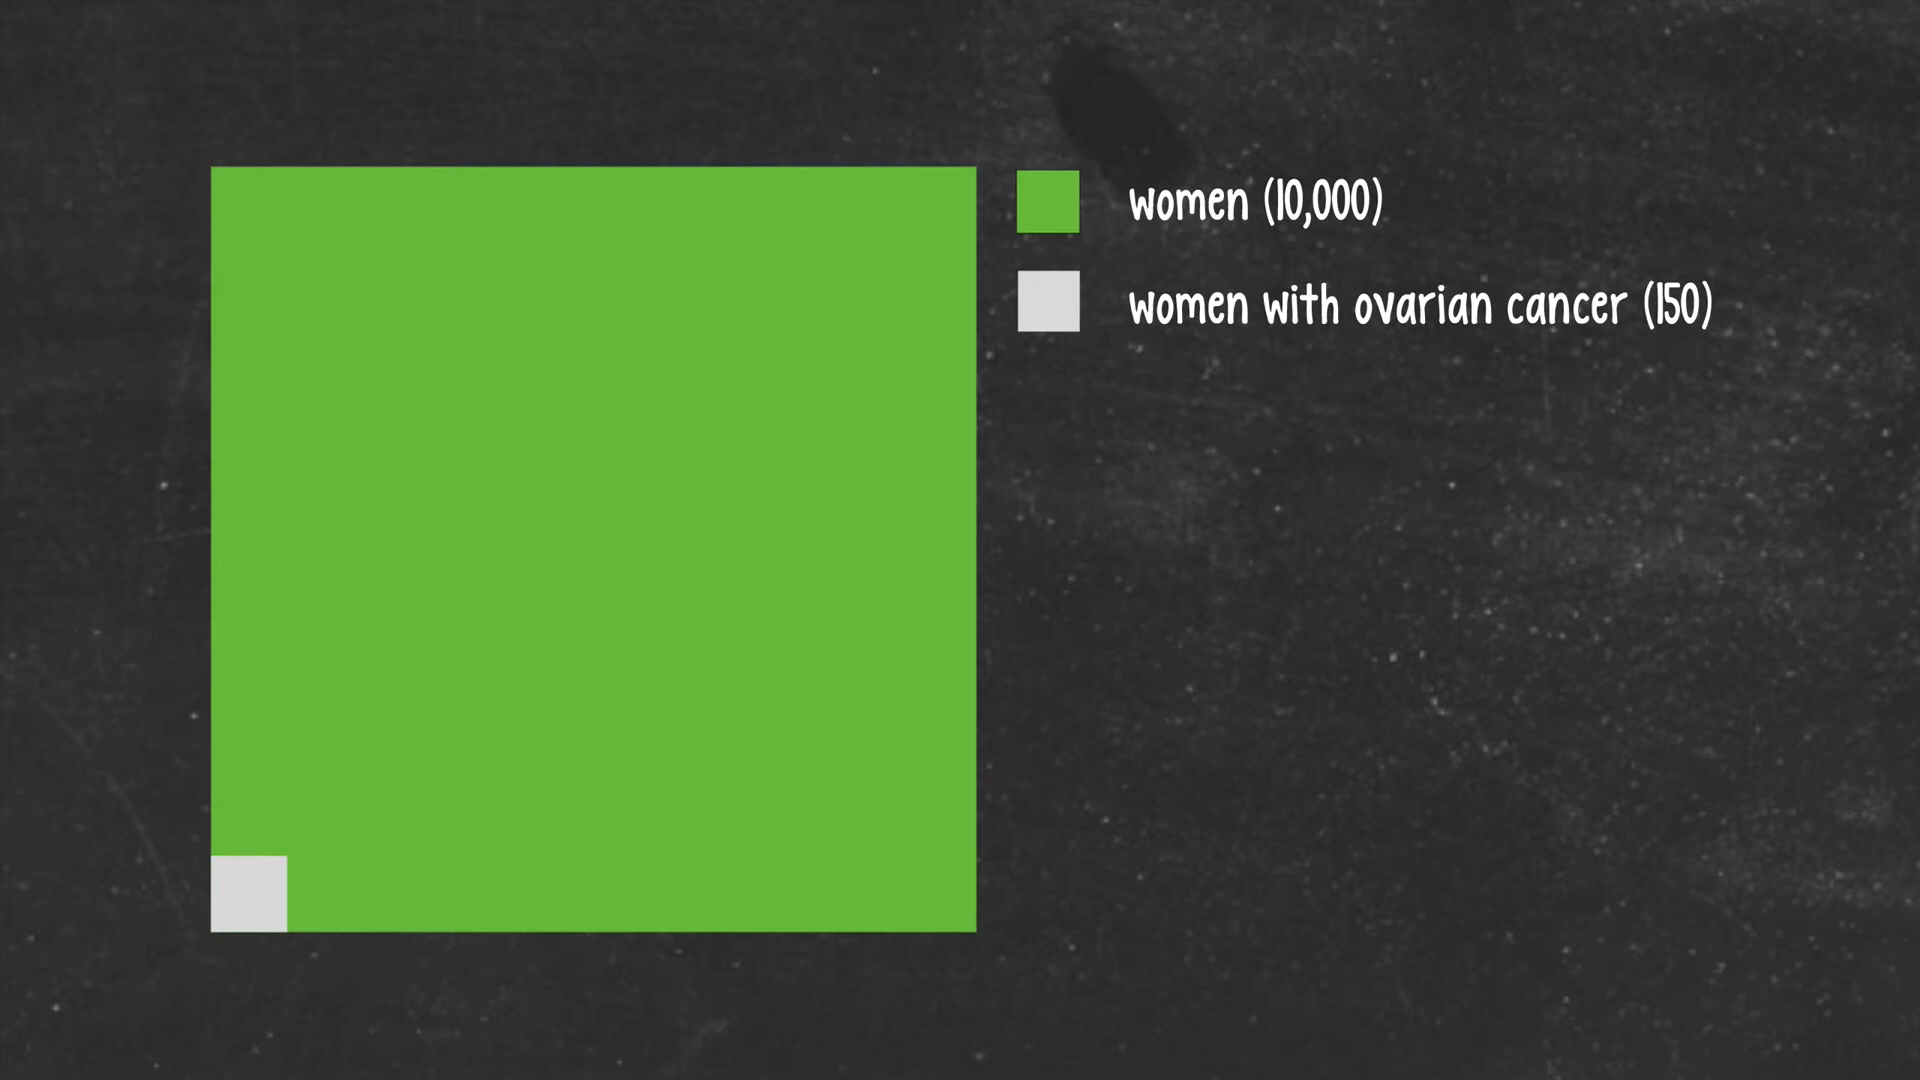 women (10,000)
women with ovarian cancer (150)